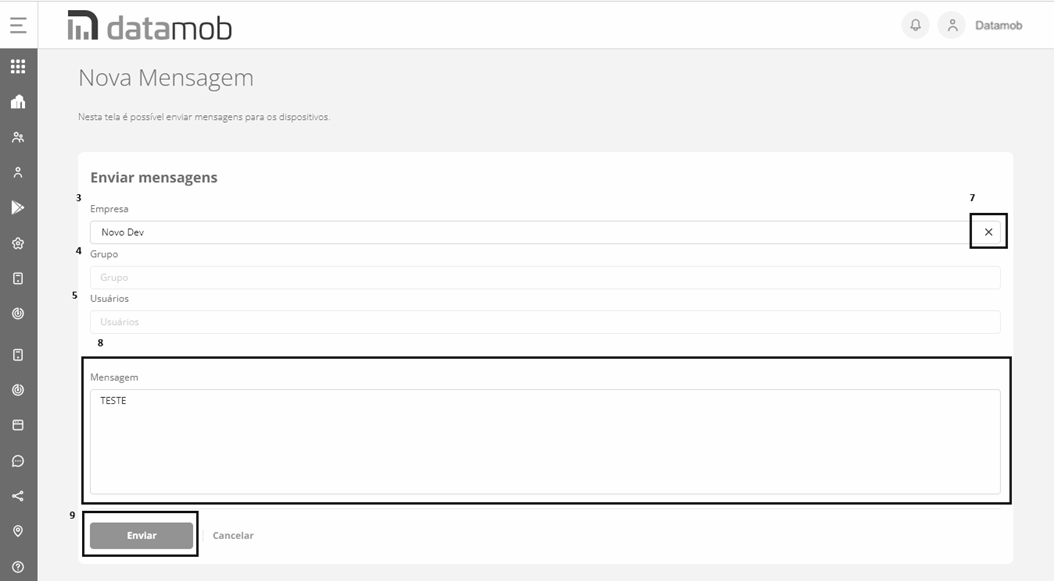 datamob
Datamob
Nova Mensagem
Nesta tela é possível enviar mensagens para os dispositivos.
Enviar mensagens
3
7
Empresa
Novo Dev
4
Grupo
Grupo
5
Usuários
Usuários
8
Mensagem
TESTE
9
Enviar
Cancelar